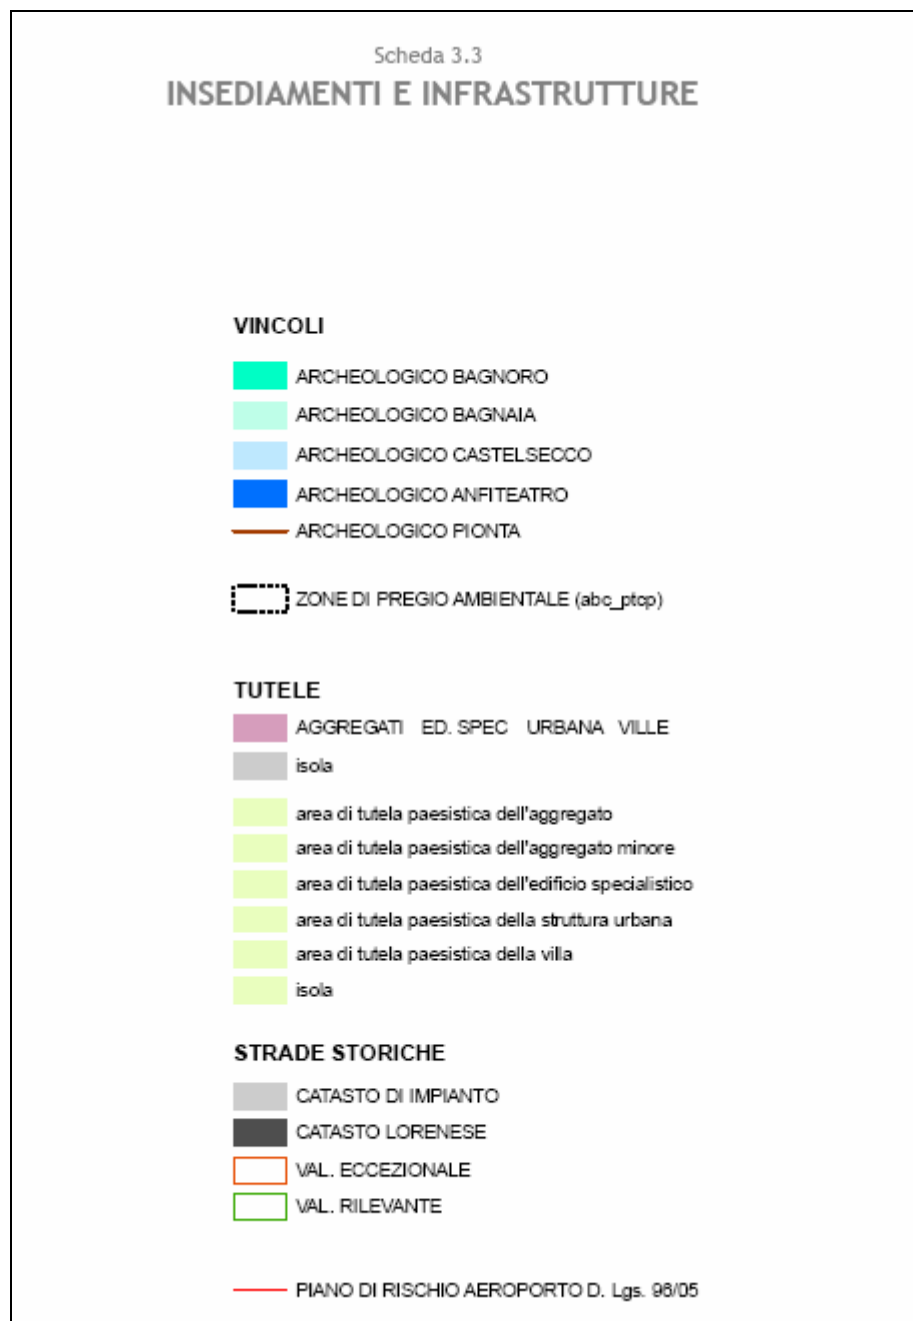 Scheda 3.3
INSEDIAMENTI E INFRASTRUTTURE
VINCOLI
ARCHEOLOGICO BAGNORO
ARCHEOLOGICO BAGNAIA
ARCHEOLOGICO CASTELSECCO
ARCHEOLOGICO ANFITEATRO
ARCHEOLOGICO PIONTA
ZONE DI PREGIO AMBIENTALE (abc_ptcp)
TUTELE
AGGREGATI ED. SPEC URBANA VILLE
isola
area di tutela paesistica dell'aggregato
area di tutela paesistica dell'aggregato minore
area di tutela paesistica dell'edificio specialistico
area di tutela paesistica della struttura urbana
area di tutela paesistica della villa
isola
STRADE STORICHE
CATASTO DI IMPIANTO
CATASTO LORENESE
VAL. ECCEZIONALE
VAL. RILEVANTE
PIANO DI RISCHIO AEROPORTO D. Lgs. 96/05